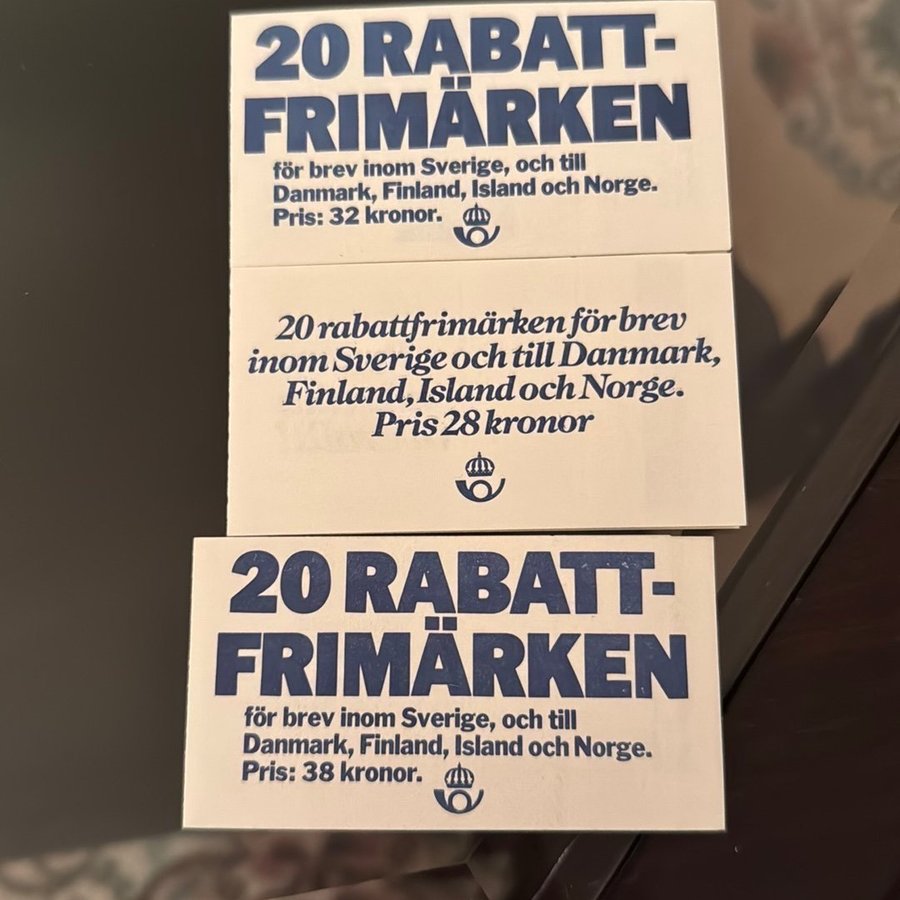 20 RABATT-
FRIMÄRKEN
för brev inom Sverige, och till
Danmark, Finland, Island och Norge.
Pris: 32 kronor.
20 rabattfrimärken för brev
inom Sverige och till Danmark,
Finland, Island och Norge.
Pris 28 kronor
20 RABATT-
FRIMÄRKEN
för brev inom Sverige, och till
Danmark, Finland, Island och Norge.
Pris: 38 kronor.